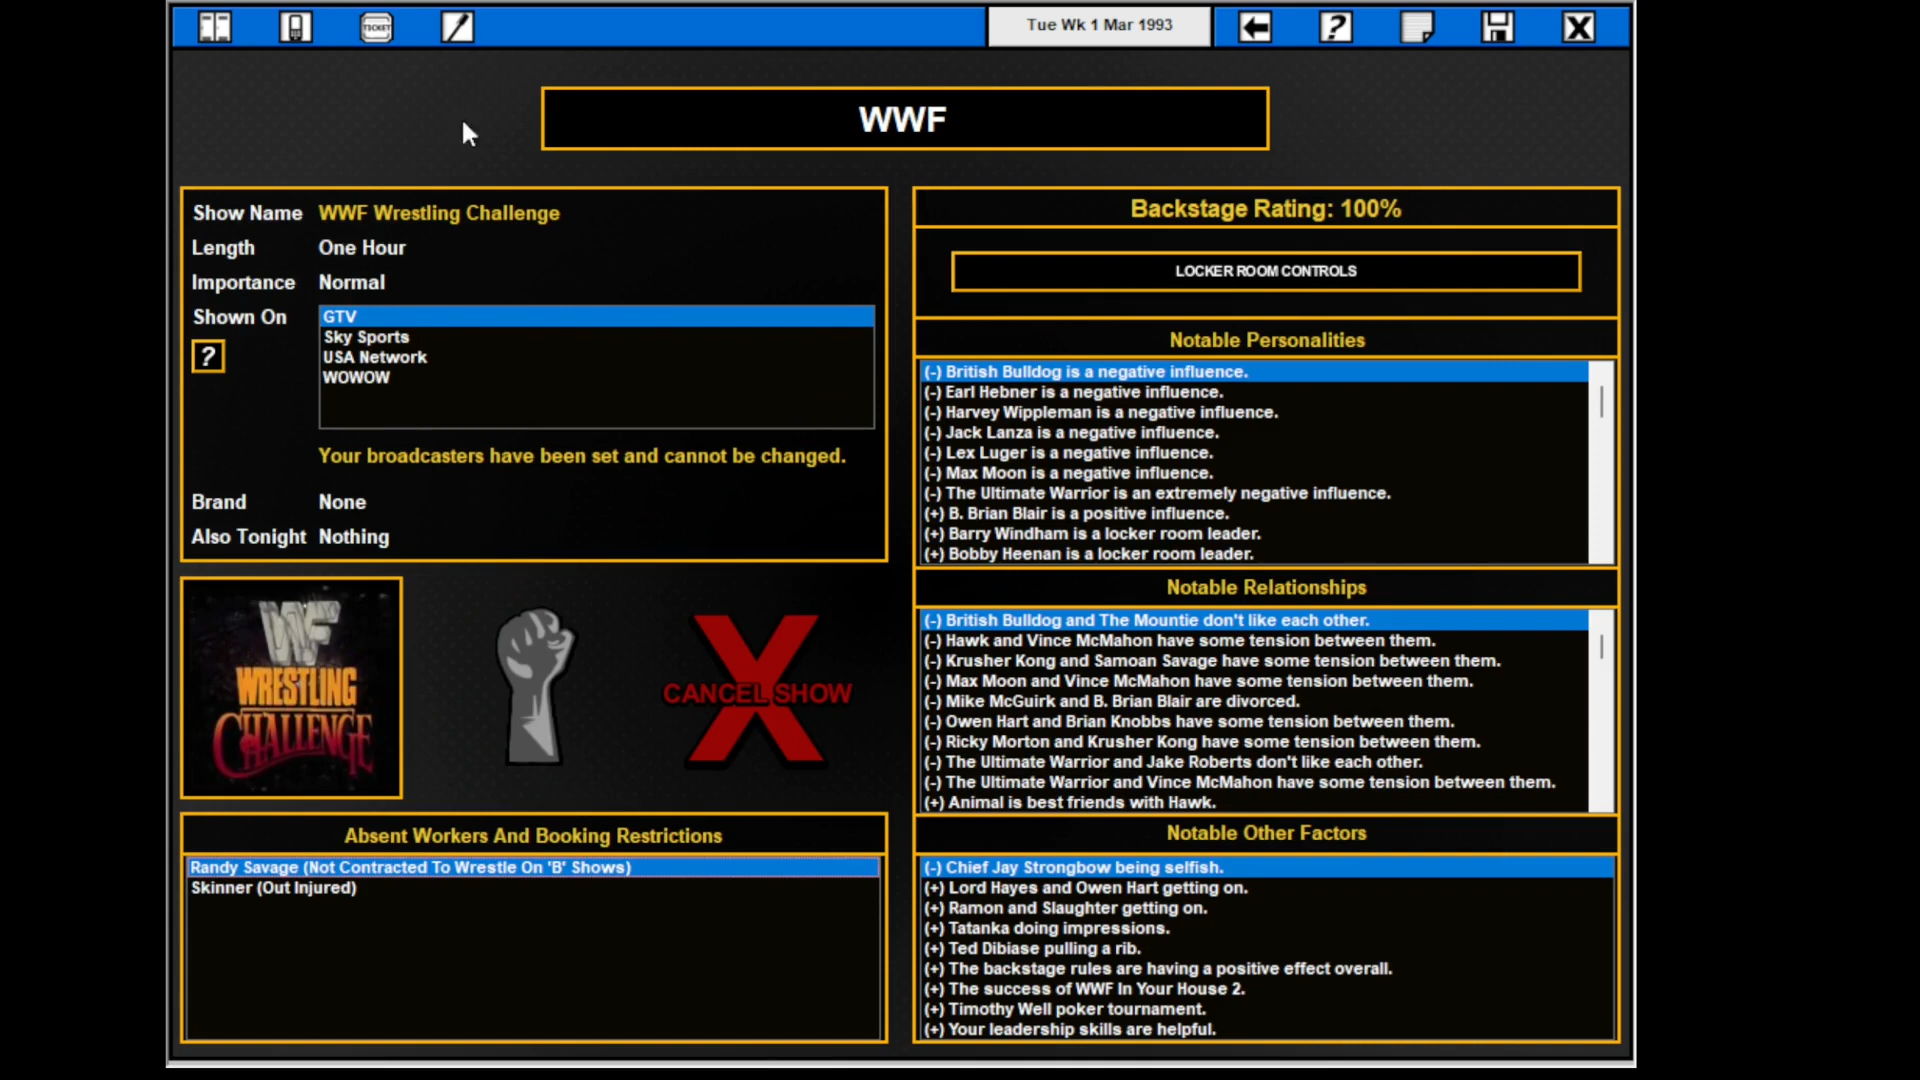 TICKET
Tue Wk 1 Mar 1993
?
X
WWF
Show Name WWF Wrestling Challenge
Length One Hour
Importance Normal
Shown On GTV
Sky Sports
?
USA Network
WOWOW
Your broadcasters have been set and cannot be changed.
Brand None
Also Tonight Nothing
WF
WRESTLING
CHALLENGE
X
CANCEL SHOW
Absent Workers And Booking Restrictions
Randy Savage (Not Contracted To Wrestle On 'B' Shows)
Skinner (Out Injured)
Backstage Rating: 100%
LOCKER ROOM CONTROLS
Notable Personalities
(-) British Bulldog is a negative influence.
(-) Earl Hebner is a negative influence.
(-) Harvey Wippleman is a negative influence.
(-) Jack Lanza is a negative influence.
(-) Lex Luger is a negative influence.
(-) Max Moon is a negative influence.
(-) The Ultimate Warrior is an extremely negative influence.
(+) B. Brian Blair is a positive influence.
(+) Barry Windham is a locker room leader.
(+) Bobby Heenan is a locker room leader.
Notable Relationships
(-) British Bulldog and The Mountie don't like each other.
(-) Hawk and Vince McMahon have some tension between them.
(-) Krusher Kong and Samoan Savage have some tension between them.
(-) Max Moon and Vince McMahon have some tension between them.
(-) Mike McGuirk and B. Brian Blair are divorced.
(-) Owen Hart and Brian Knobbs have some tension between them.
(-) Ricky Morton and Krusher Kong have some tension between them.
(-) The Ultimate Warrior and Jake Roberts don't like each other.
(-) The Ultimate Warrior and Vince McMahon have some tension between them.
(+) Animal is best friends with Hawk.
Notable Other Factors
(-) Chief Jay Strongbow being selfish.
(+) Lord Hayes and Owen Hart getting on.
(+) Ramon and Slaughter getting on.
(+) Tatanka doing impressions.
(+) Ted Dibiase pulling a rib.
(+) The backstage rules are having a positive effect overall.
(+) The success of WWF In Your House 2.
(+) Timothy Well poker tournament.
(+) Your leadership skills are helpful.